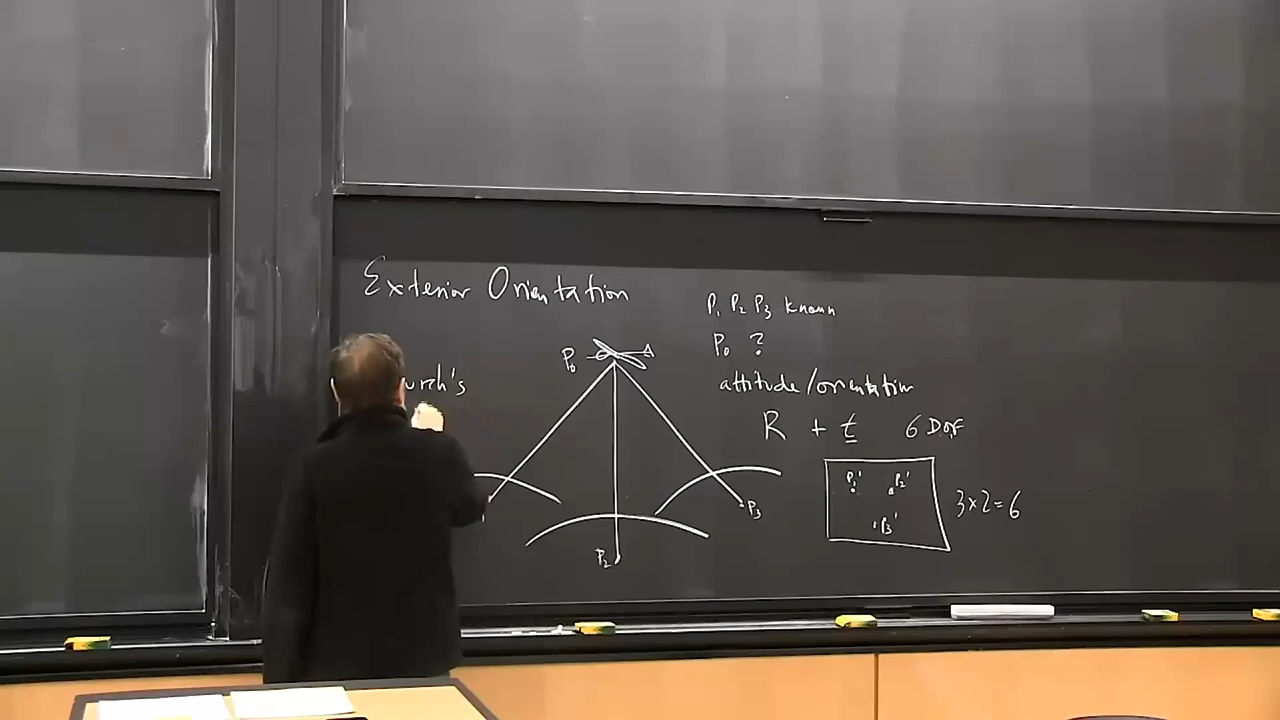 Exterior Orientation
P₁ P₂ P₃ known
P₀ ?
P₀
attitude/orientation
R + t 6 DOF
P₁' P₂'
P₃'
3×2=6
P₃
P₂